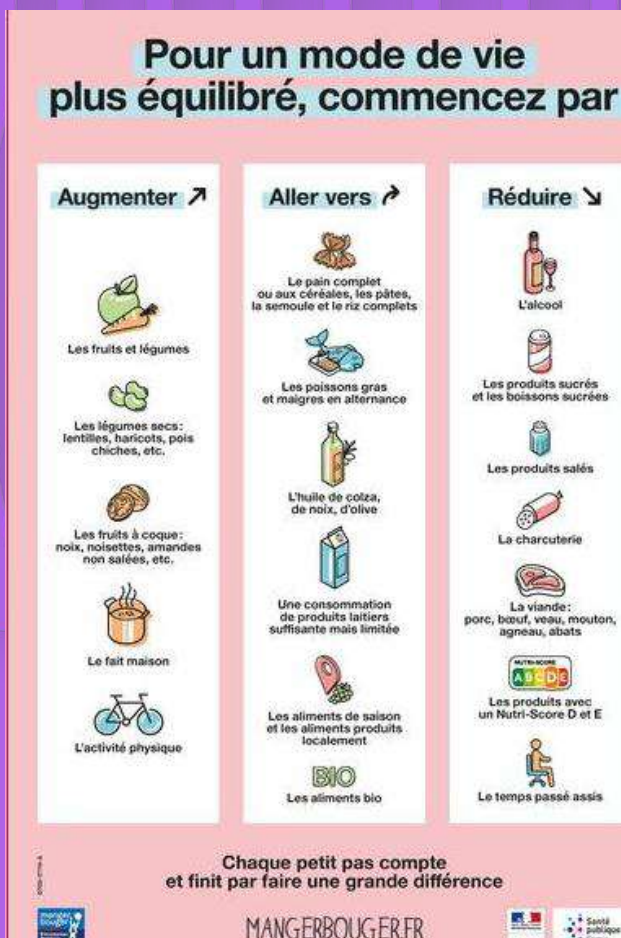 Pour un mode de vie
plus équilibré, commencez par
Augmenter
Les fruits et légumes
Les légumes secs:
lentilles, haricots, pois
chiches, etc.
Les fruits à coque:
noix, noisettes, amandes
non salées, etc.
Le fait maison
L'activité physique
Aller vers
Le pain complet
ou aux céréales, les pâtes,
la semoule et le riz complets
Les poissons gras
et maigres en alternance
L'huile de colza,
de noix, d'olive
Une consommation
de produits laitiers
suffisante mais limitée
Les aliments de saison
et les aliments produits
localement
BIO
Les aliments bio
Réduire
L'alcool
Les produits sucrés
et les boissons sucrées
Les produits salés
La charcuterie
La viande:
porc, bœuf, veau, mouton,
agneau, abats
NUTRI-SCORE
A B C D E
Les produits avec
un Nutri-Score D et E
Le temps passé assis
Chaque petit pas compte
et finit par faire une grande différence
manger
bouger
MANGERBOUGER.FR
Santé
publique